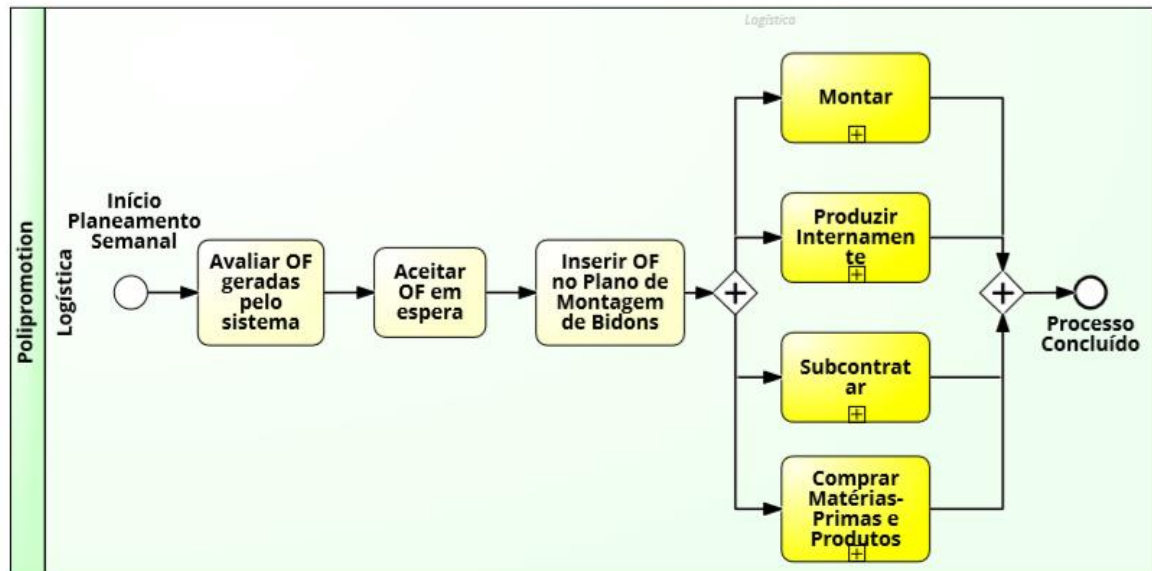 Polipromotion
Logística
Logística
Início
Planeamento
Semanal
Avaliar OF
geradas
pelo
sistema
Aceitar
OF em
espera
Inserir OF
no Plano de
Montagem
de Bidons
Montar
Produzir
Internamen
te
Subcontrat
ar
Comprar
Matérias-
Primas e
Produtos
Processo
Concluído